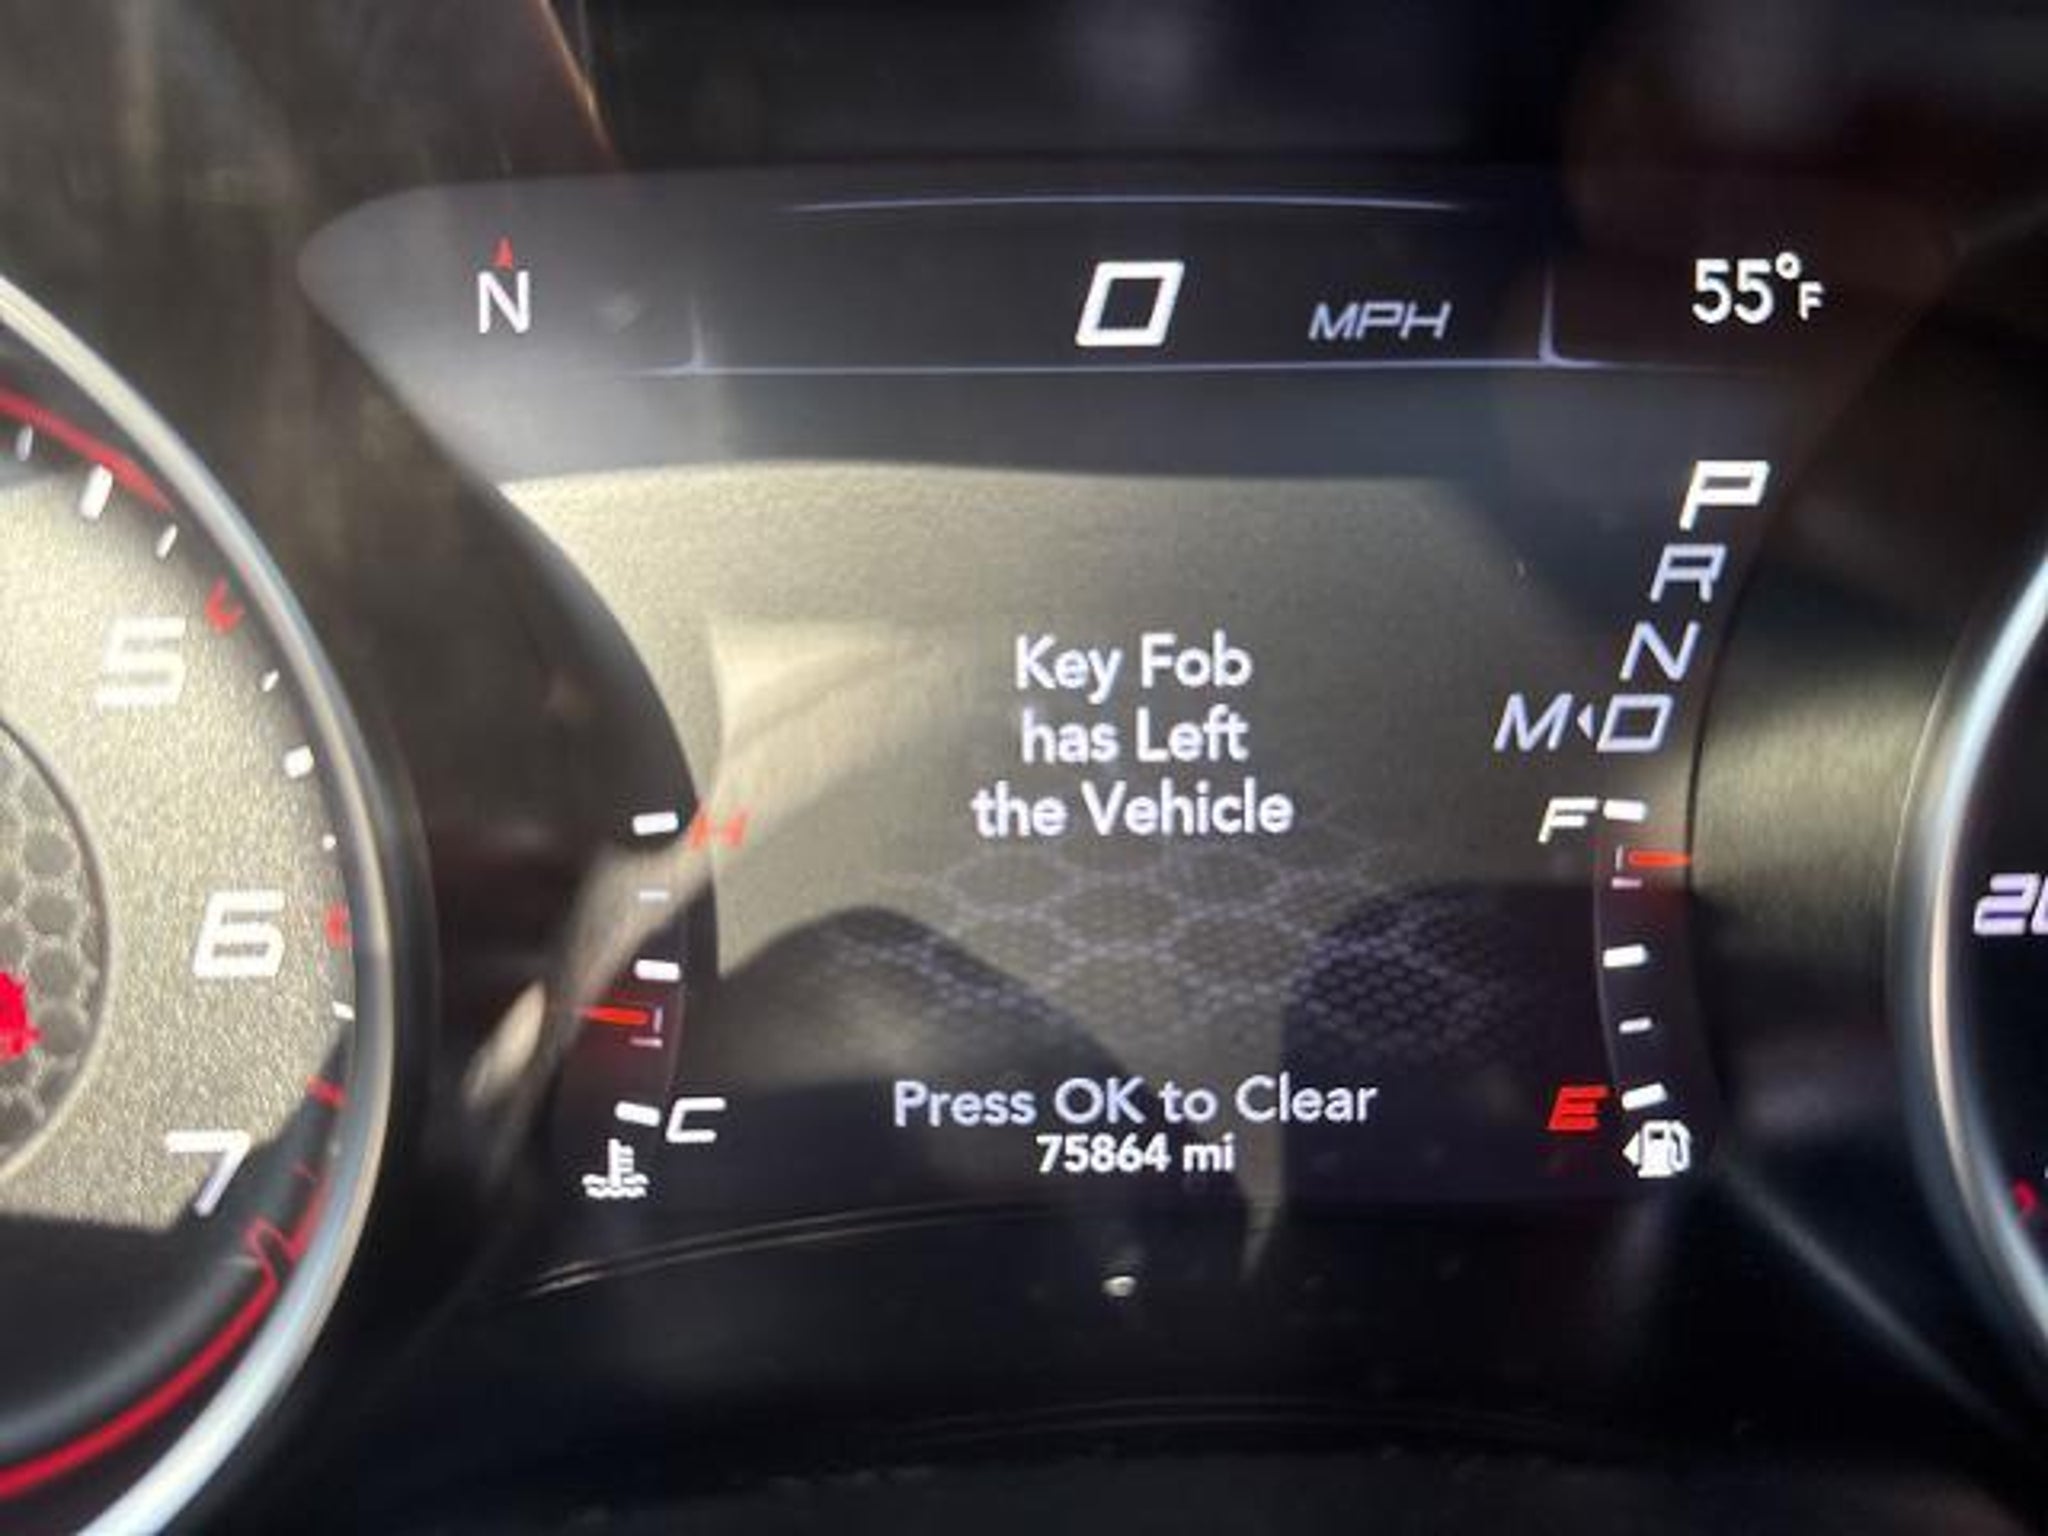 N
0 MPH
55°F
P
R
N
M D
5
6
7
H
C
Key Fob
has Left
the Vehicle
Press OK to Clear
75864 mi
F
E